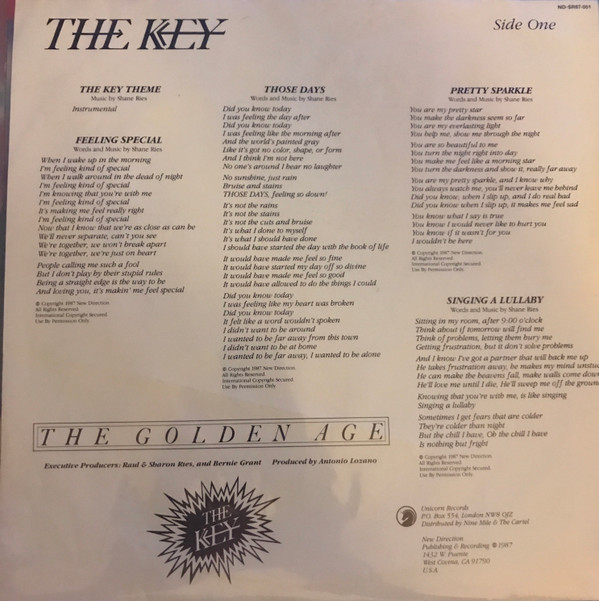 ND-SR87-001
THE KEY
Side One
THE KEY THEME
Music by Shane Ries
Instrumental
FEELING SPECIAL
Words and Music by Shane Ries
When I wake up in the morning
I'm feeling kind of special
When I walk around in the dead of night
I'm feeling kind of special
I'm knowing that you're with me
I'm feeling kind of special
It's making me feel really right
I'm feeling kind of special
Now that I know that we're as close as can be
We'll never separate, can't you see
We're together, we won't break apart
We're together, we're just on heart
People calling me such a fool
But I don't play by their stupid rules
Being a straight edge is the way to be
And loving you, it's makin' me feel special
© Copyright 1987 New Direction
All Rights Reserved.
International Copyright Secured
Use By Permission Only.
THOSE DAYS
Words and Music by Shane Ries
Did you know today
I was feeling the day after
Did you know today
I was feeling like the morning after
And the world's painted gray
Like it's got no color, shape, or form
And I think I'm not here
No one's around I hear no laughter
No sunshine, just rain
Bruise and stains
THOSE DAYS, feeling so down!
It's not the rains
It's not the stains
It's not the cuts and bruise
It's what I done to myself
It's what I should have done
I should have started the day with the book of life
It would have made me feel so fine
It would have started my day off so divine
It would have made me feel so good
It would have allowed to do the things I could
Did you know today
I was feeling like my heart was broken
Did you know today
It felt like a word wouldn't spoken
I didn't want to be around
I wanted to be far away from this town
I didn't want to be at home
I wanted to be far away, I wanted to be alone
© Copyright 1987 New Direction
All Rights Reserved.
International Copyright Secured
Use By Permission Only.
PRETTY SPARKLE
Words and Music by Shane Ries
You are my pretty star
You make the darkness seem so far
You are my everlasting light
You help me, show me through the night
You are so beautiful to me
You turn the night right into day
You make me feel like a morning star
You turn the darkness and show it, really far away
You are my pretty sparkle, and I know why
You always watch me, you'll never leave me behind
Did you know, when I slip up, and I do real bad
Did you know when I slip up, it makes me feel sad
You know what I say is true
You know I would never like to hurt you
You know if it wasn't for you
I wouldn't be here
© Copyright 1987 New Direction
All Rights Reserved.
International Copyright Secured.
Use By Permission Only.
SINGING A LULLABY
Words and Music by Shane Ries
Sitting in my room, after 9:00 o'clock
Think about if tomorrow will find me
Think of problems, letting them bury me
Getting frustration, but it don't solve problems
And I know I've got a partner that will back me up
He takes frustration away, he makes my mind
He can make the heavens fall, make walls come down
He'll love me until I die, He'll sweep me off the
Knowing that you're with me, is like singing
Singing a lullaby
Sometimes I get fears that are colder
They're colder than night
But the chill I have, Oh the chill I have
Is nothing but fright
© Copyright 1987 New Direction
All Rights Reserved.
International Copyright Secured.
Use By Permission Only.
THE GOLDEN AGE
Executive Producers: Raul & Sharon Ries, and Bernie Grant Produced by Antonio Lozano
THE
KEY
Unicorn Records
P.O. Box 554, London NW8 OJZ
Distributed by Nine Mile & The Cartel
New Direction
Publishing & Recording ℗ 1987
1432 W. Puente
West Covina, CA 91790
U.S.A